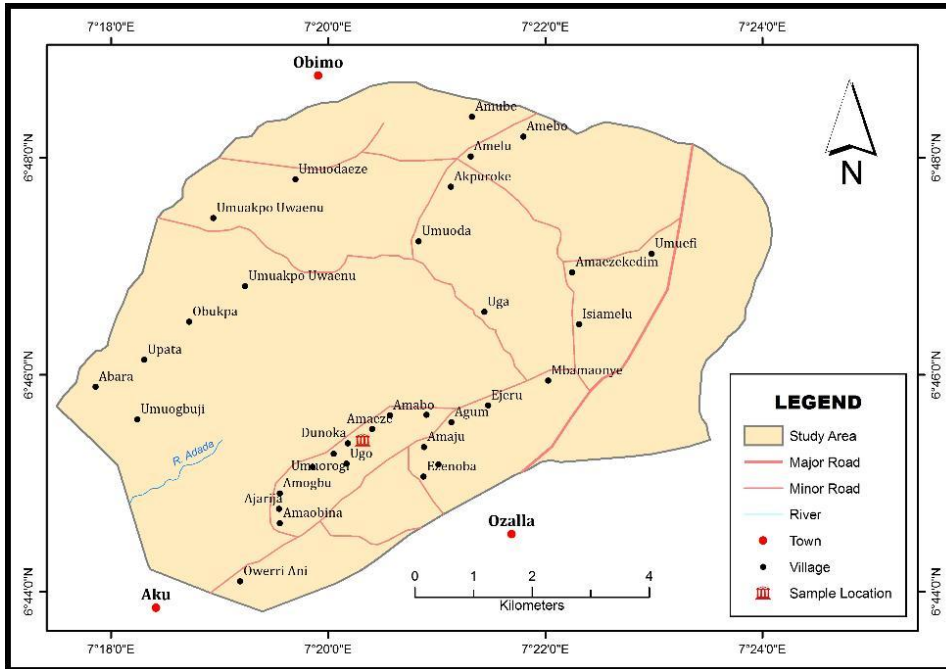 7°18'0"E
7°20'0"E
7°22'0"E
7°24'0"E
Obimo
Amube
Amebo
6°48'0"N
6°48'0"N
Amelu
Umuodaeze
Akpuroke
N
Umuakpo Uwaenu
Umuoda
Umuefi
Amaezekedim
Umuakpo Uwaenu
Uga
Obukpa
Isiamelu
Upata
6°46'0"N
6°46'0"N
Mbamaonye
Abara
Ejeru
LEGEND
Amabo
Umuogbuji
Agum
Amaeze
Study Area
Dunoka
Amaju
Major Road
R. Adada
Ugo
Minor Road
Umuorogi
Ezenoba
Amogbu
River
Ajarija
Amaobina
Ozalla
Town
Village
Owerri Ani
0 1 2 4
Kilometers
Sample Location
6°44'0"N
6°44'0"N
Aku
7°18'0"E
7°20'0"E
7°22'0"E
7°24'0"E